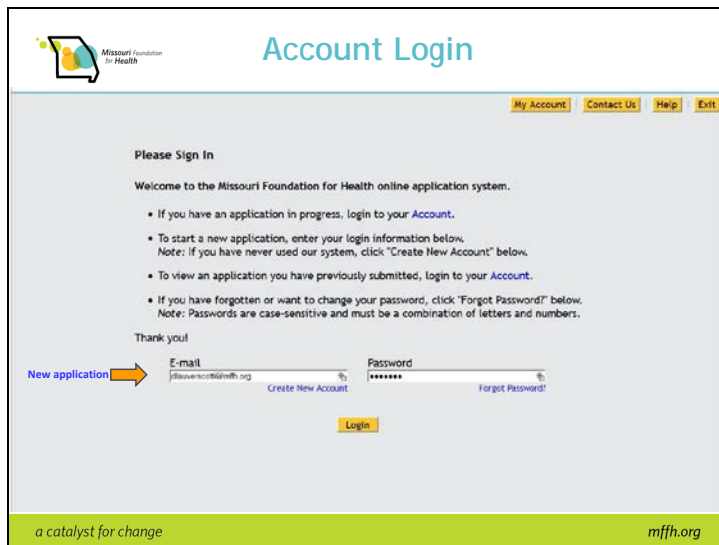 Missouri Foundation
for Health
Account Login
My Account Contact Us Help Exit
Please Sign In
Welcome to the Missouri Foundation for Health online application system.
• If you have an application in progress, login to your Account.
• To start a new application, enter your login information below.
Note: If you have never used our system, click "Create New Account" below.
• To view an application you have previously submitted, login to your Account.
• If you have forgotten or want to change your password, click "Forgot Password?" below.
Note: Passwords are case-sensitive and must be a combination of letters and numbers.
Thank you!
E-mail Password
New application
•••••••
Create New Account Forgot Password?
Login
a catalyst for change mffh.org